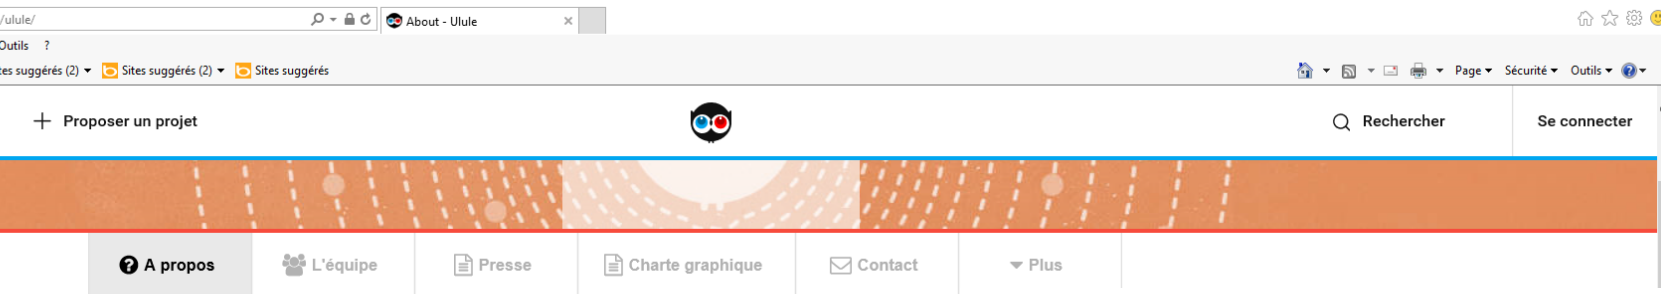 /ulule/ About - Ulule
Outils ?
tes suggérés (2) Sites suggérés (2) Sites suggérés Page Sécurité Outils
Proposer un projet Rechercher Se connecter
A propos L'équipe Presse Charte graphique Contact Plus